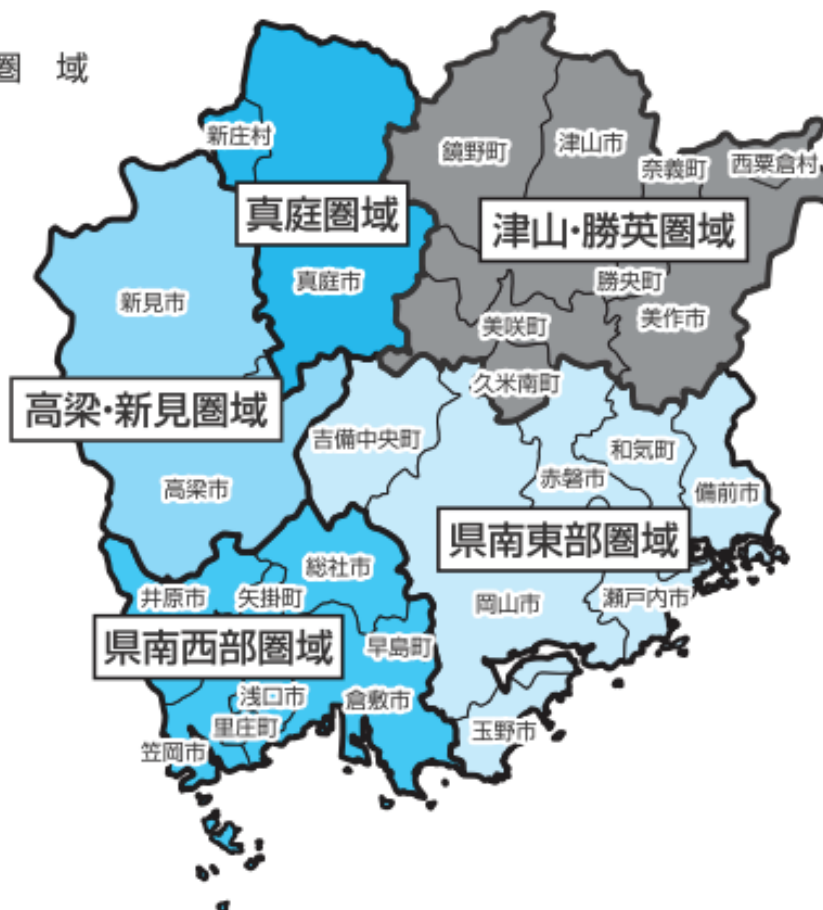 圏 域
新庄村
鏡野町
津山市
奈義町
西粟倉村
真庭圏域
津山・勝英圏域
新見市
真庭市
勝央町
美咲町
美作市
久米南町
高梁・新見圏域
吉備中央町
和気町
赤磐市
高梁市
備前市
県南東部圏域
総社市
井原市
矢掛町
岡山市
瀬戸内市
県南西部圏域
早島町
浅口市
倉敷市
里庄町
玉野市
笠岡市